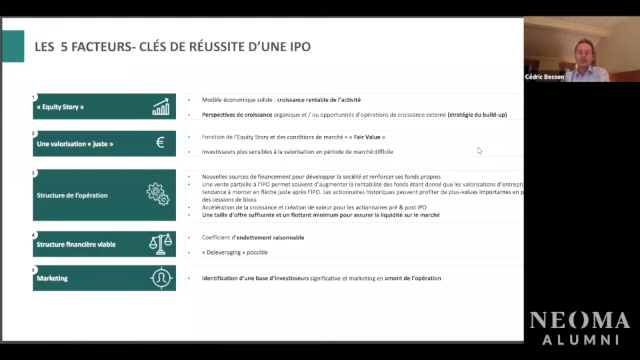 LES 5 FACTEURS- CLÉS DE RÉUSSITE D'UNE IPO
Cédric Besson
1
« Equity Story »
• Modèle économique solide : croissance rentable de l'activité
• Perspectives de croissance organique et / ou opportunités d'opérations de croissance externe (stratégie du build-up)
2
Une valorisation « juste »
€
• Fonction de l'Equity Story et des conditions de marché « « Fair Value »
• Investisseurs plus sensibles à la valorisation en période de marché difficile
3
Structure de l'opération
• Nouvelles sources de financement pour développer la société et renforcer ses fonds propres
• Une vente partielle à l'IPO permet souvent d'augmenter la rentabilité des fonds étant donné que les valorisations d'entrepri
tendance à monter en flèche juste après l'IPO. Les actionnaires historiques peuvent profiter de plus-values importantes en p
des cessions de blocs
• Accélération de la croissance et création de valeur pour les actionnaires pré & post IPO
• Une taille d'offre suffisante et un flottant minimum pour assurer la liquidité sur le marché
4
Structure financière viable
• Coefficient d'endettement raisonnable
• « Deleveraging » possible
5
Marketing
• Identification d'une base d'investisseurs significative et marketing en amont de l'opération
NEOMA
ALUMNI